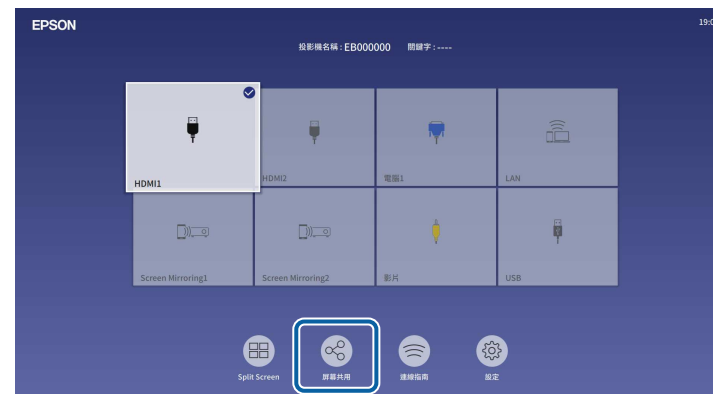 EPSON
19:0
投影機名稱 : EB000000 關鍵字 : ----
HDMI1
HDMI2
電腦1
LAN
Screen Mirroring1
Screen Mirroring2
影片
USB
Split Screen
屏幕共用
連線指南
設定